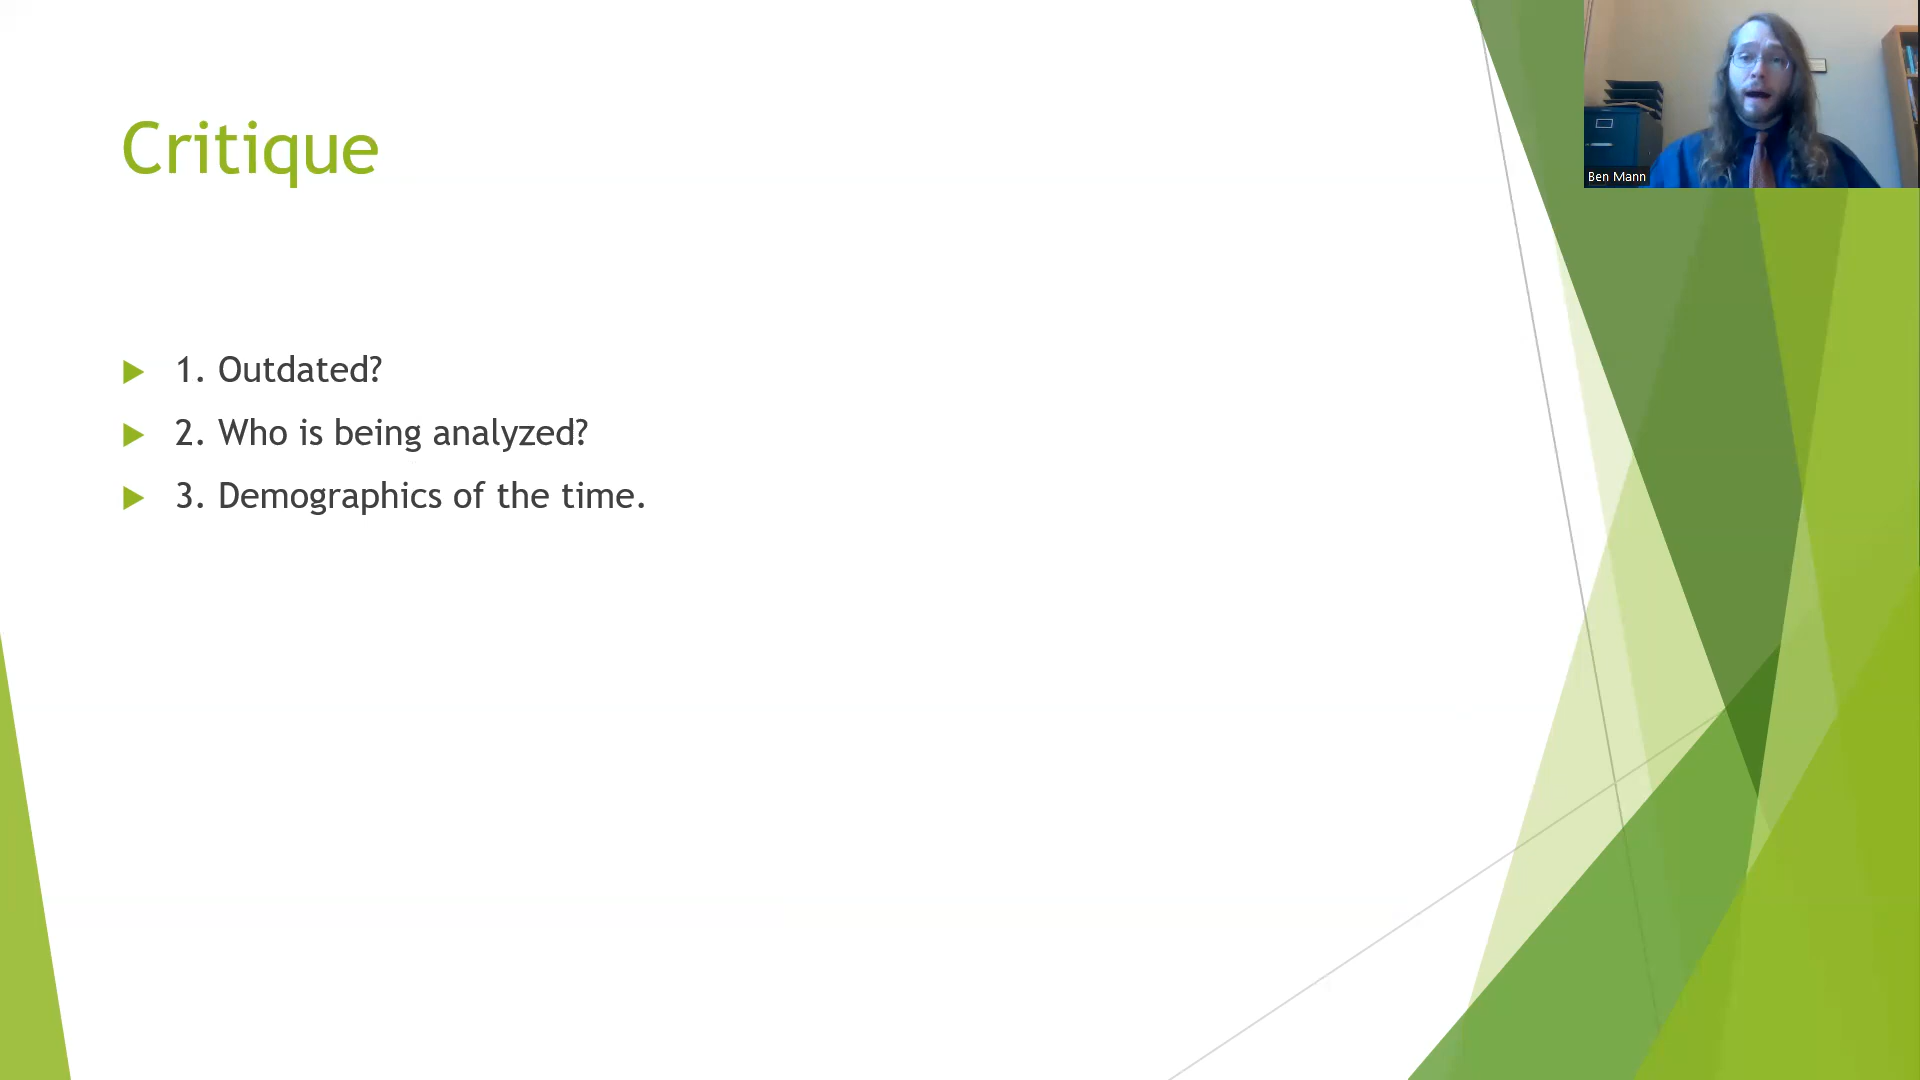 Critique
1. Outdated?
2. Who is being analyzed?
3. Demographics of the time.
Ben Mann